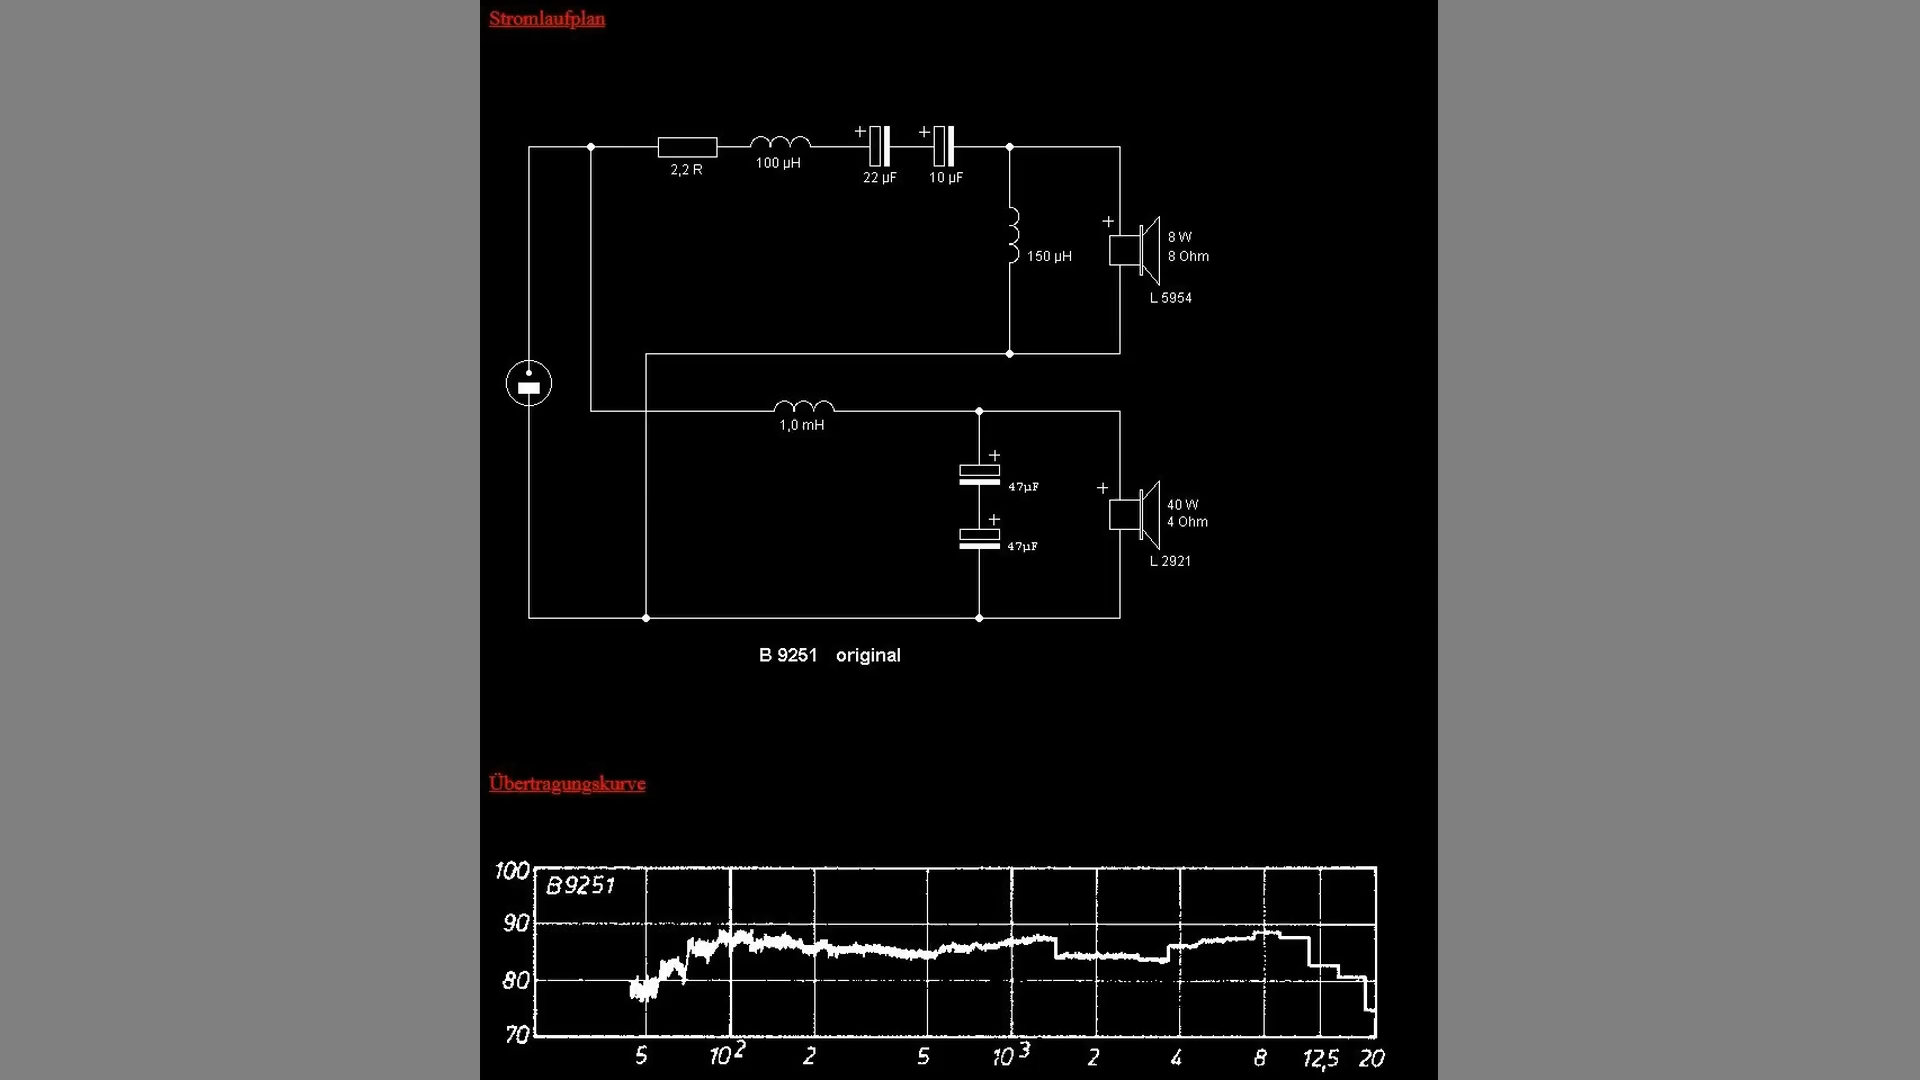 Stromlaufplan
2,2 R
100 µH
+
22 µF
+
10 µF
150 µH
+
8 W
8 Ohm
L 5954
1,0 mH
+
47µF
+
47µF
+
40 W
4 Ohm
L 2921
B 9251 original
Übertragungskurve
B9251
100
90
80
70
5 10² 2 5 10³ 2 4 8 12,5 20